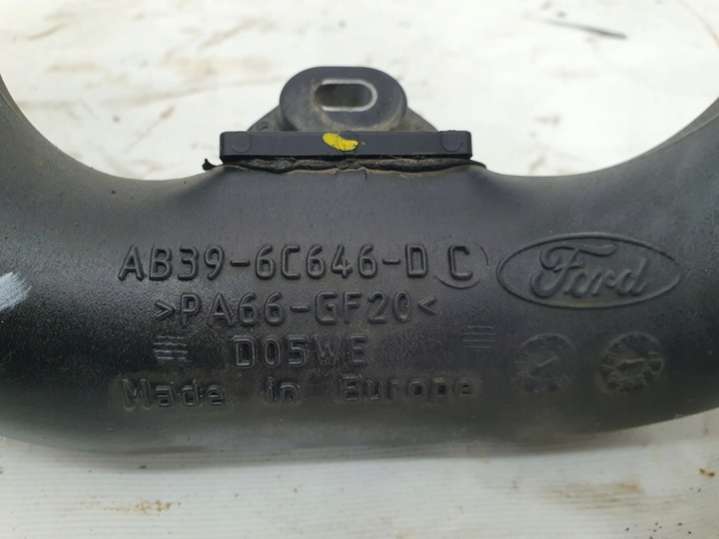 AB39-6C646-DC
Ford
>PA66-GF20<
D05WE
Made in Europe